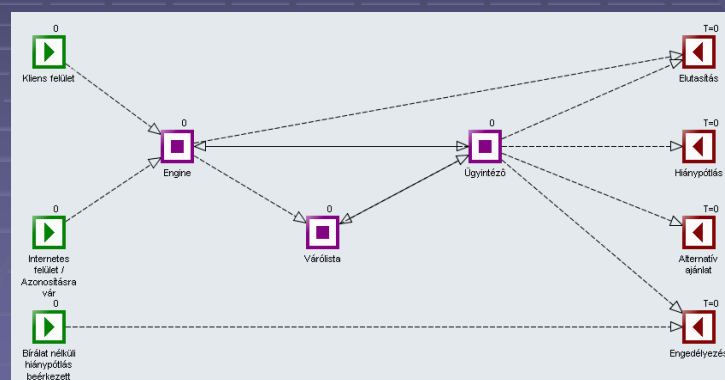 0
Kliens felület
T=0
Elutasítás
0
Engine
0
Ügyintéző
T=0
Hiánypótlás
0
Internetes
felület /
Azonosításra
vár
0
Várólista
T=0
Alternatív
ajánlat
0
Bírálat nélküli
hiánypótlás
beérkezett
T=0
Engedélyezés